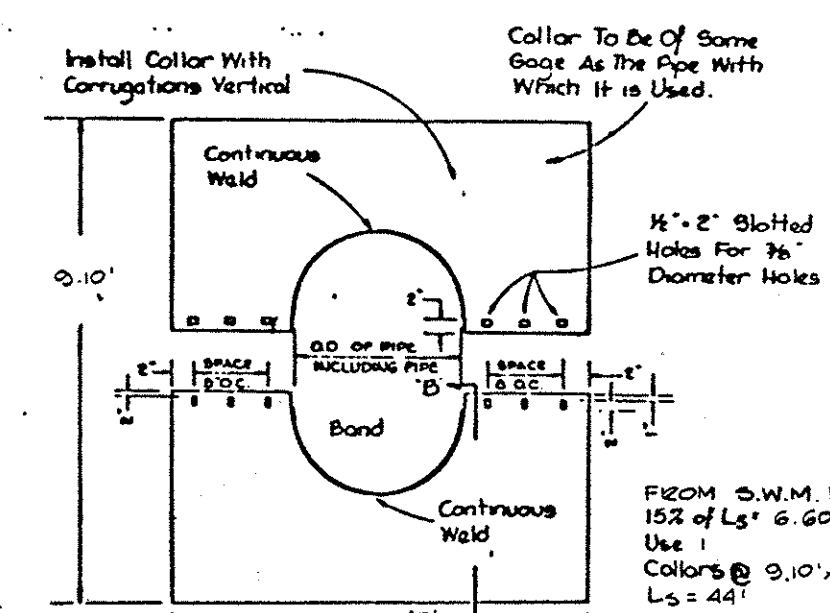 Install Collar With
Corrugations Vertical
Collar To Be Of Same
Gage As The Pipe With
Which It is Used.
Continuous
Weld
½" × 2" Slotted
Holes For ⅜"
Diameter Holes
9.10'
2"
OD OF PIPE
INCLUDING PIPE
2"
SPACE
O.C.
SPACE
O.C.
2"
"B"
Band
Continuous
Weld
FROM S.W.M.
15% of Ls = 6.60
Use 1
Collars @ 9.10',
Ls = 44'